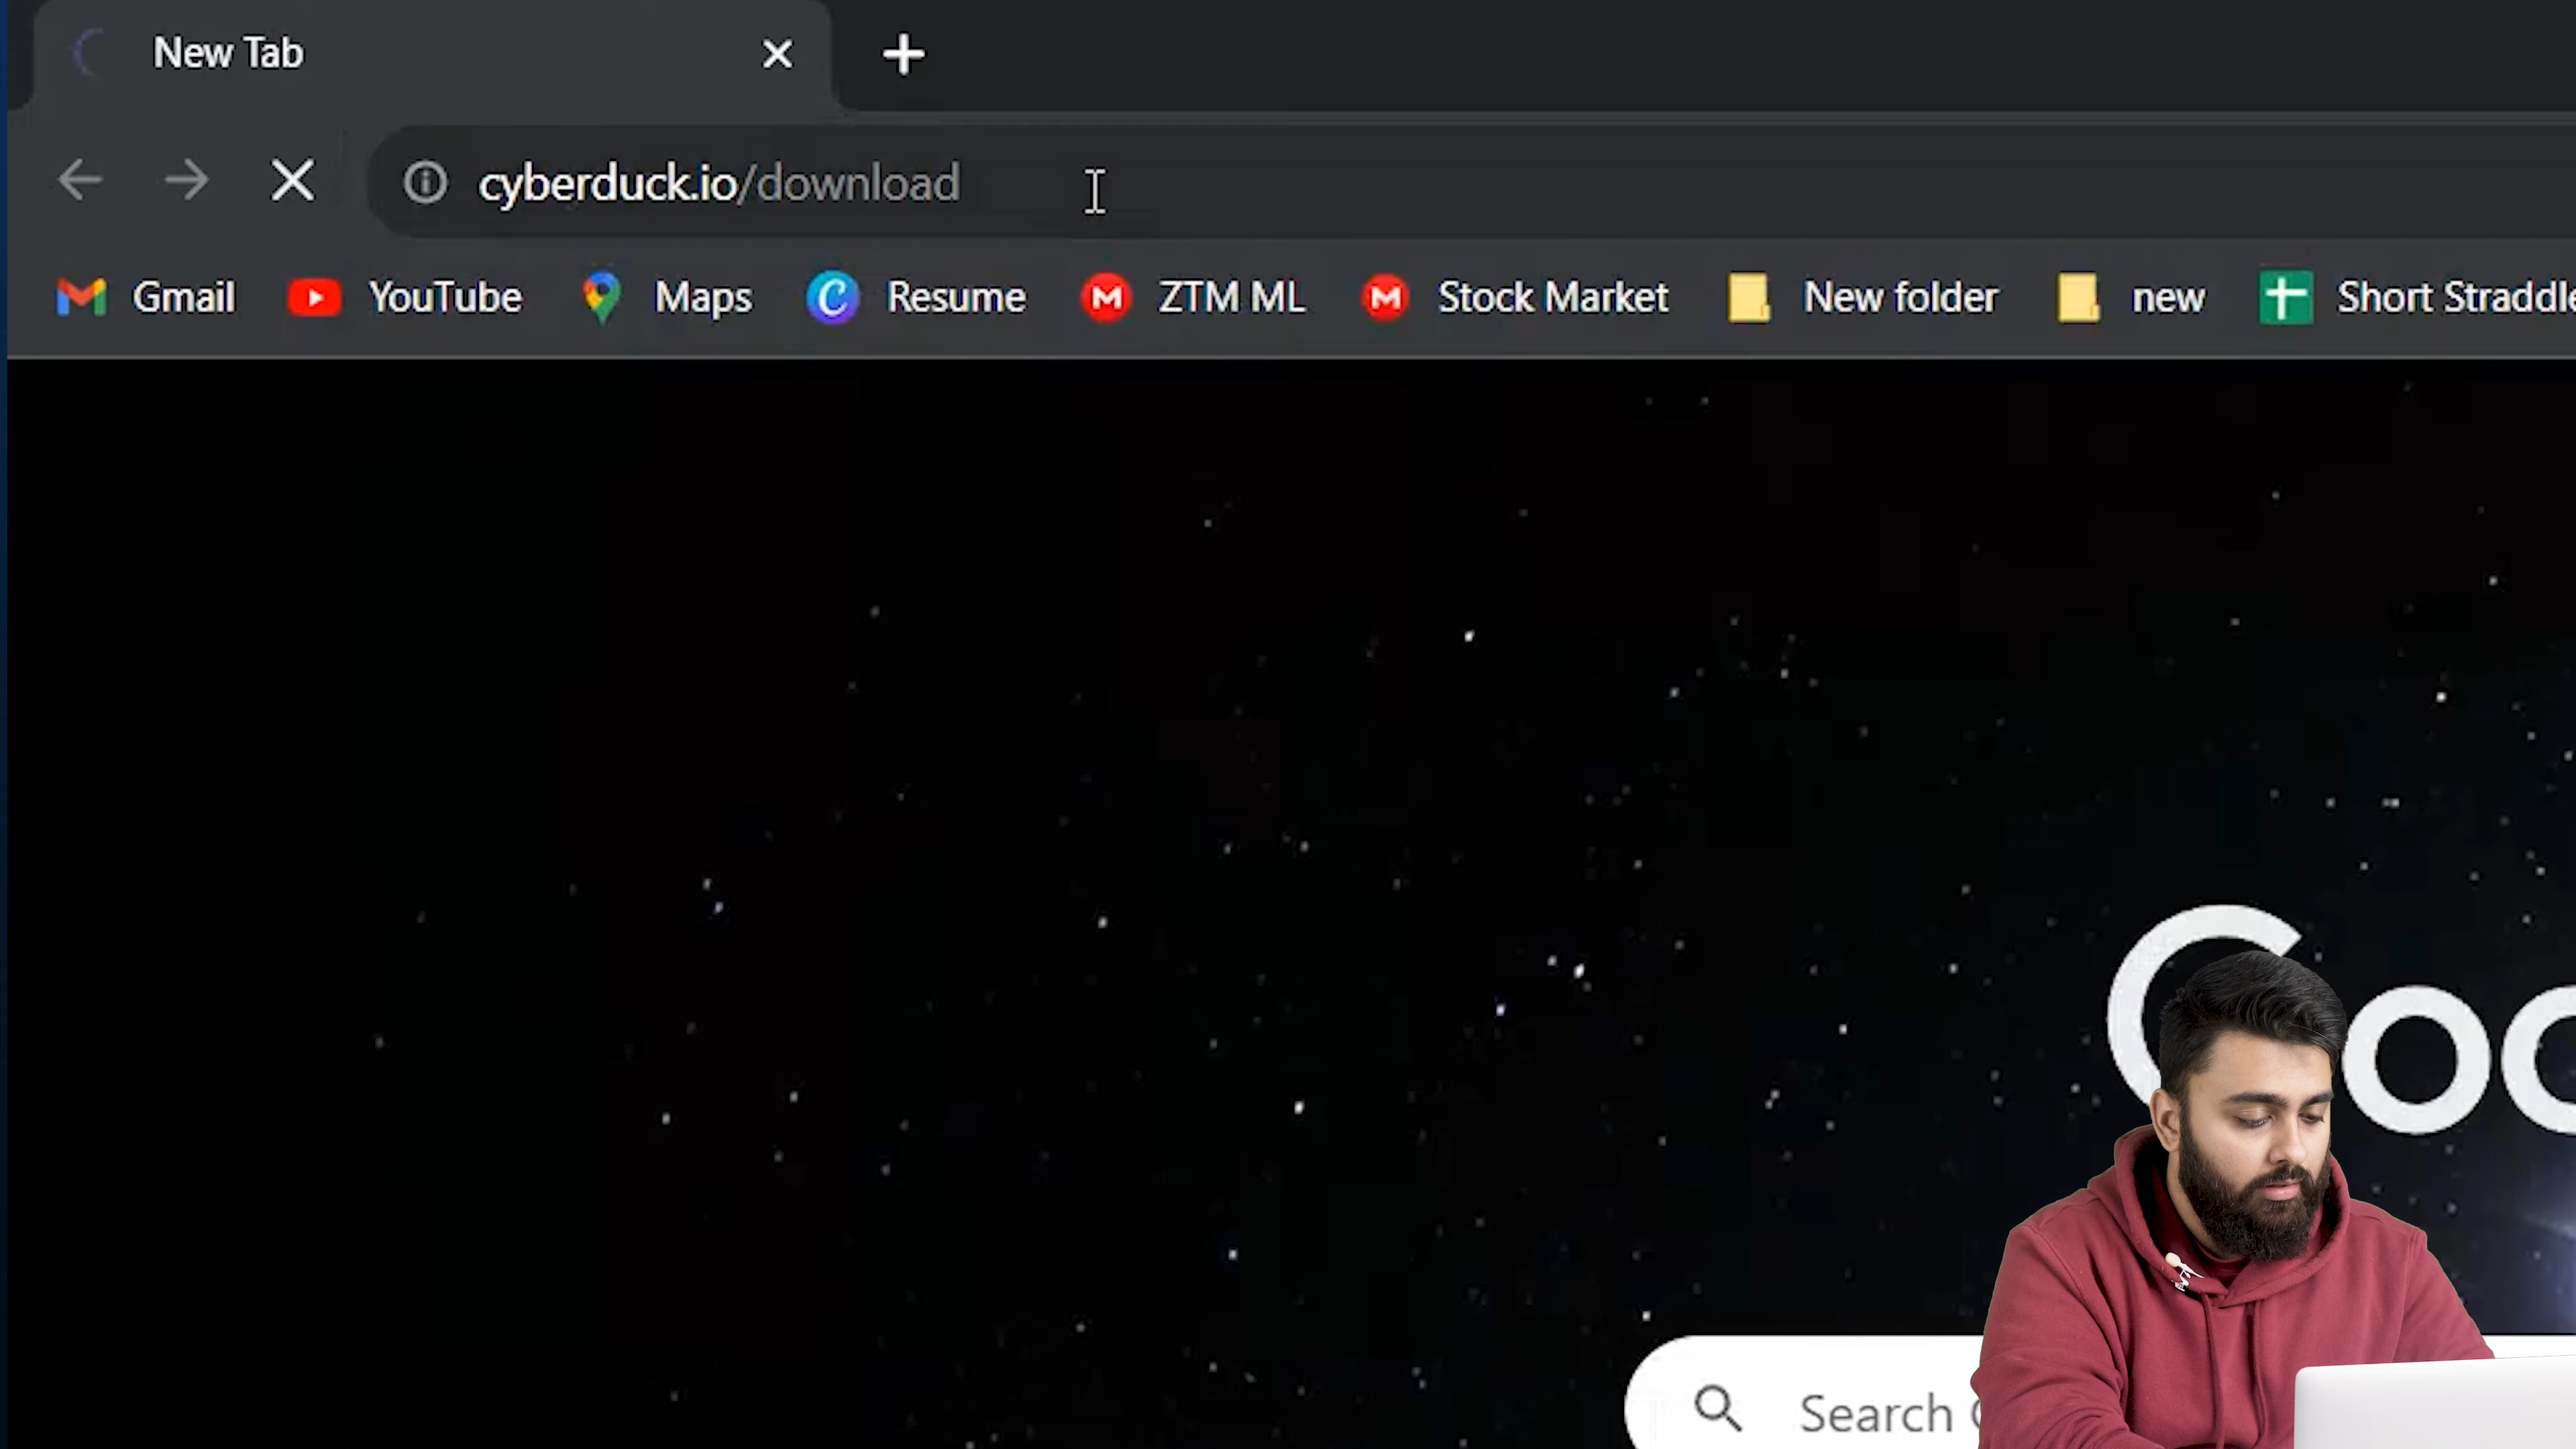 New Tab
cyberduck.io/download
Gmail YouTube Maps Resume ZTM ML Stock Market New folder new Short Straddle
Goo
Search